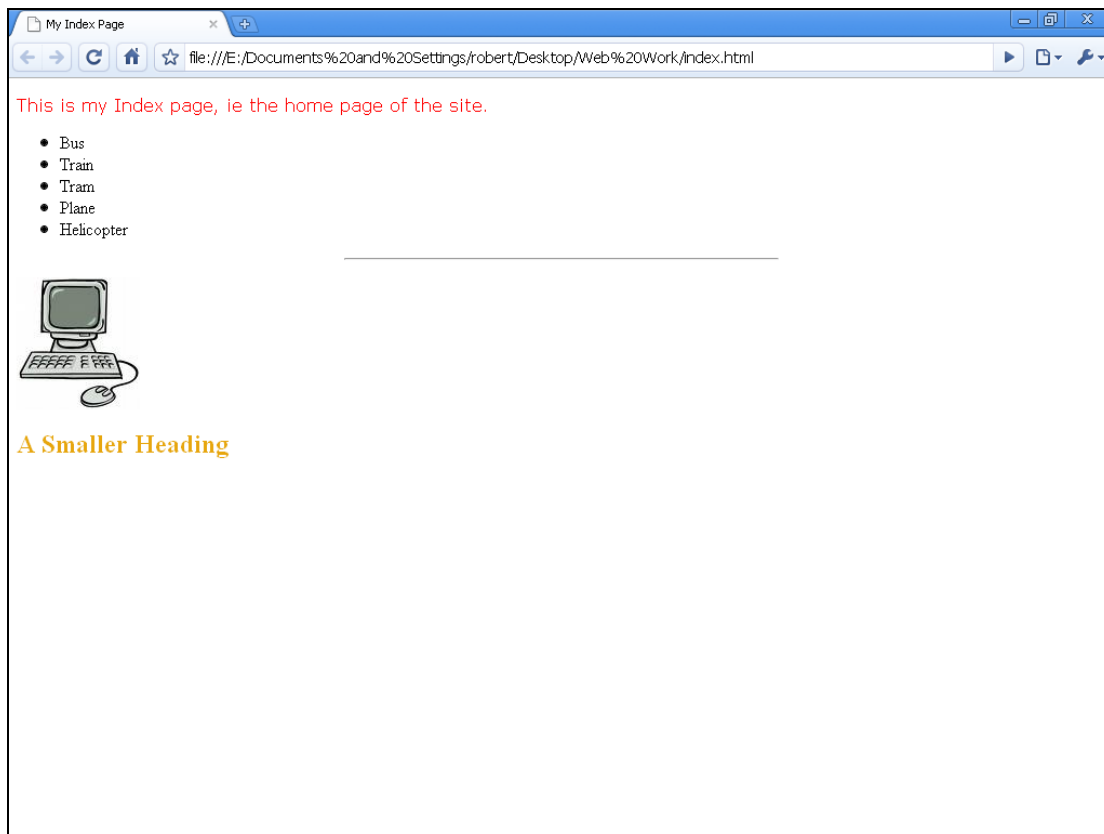 My Index Page
file:///E:/Documents%20and%20Settings/robert/Desktop/Web%20Work/index.html
This is my Index page, ie the home page of the site.
Bus
Train
Tram
Plane
Helicopter
A Smaller Heading